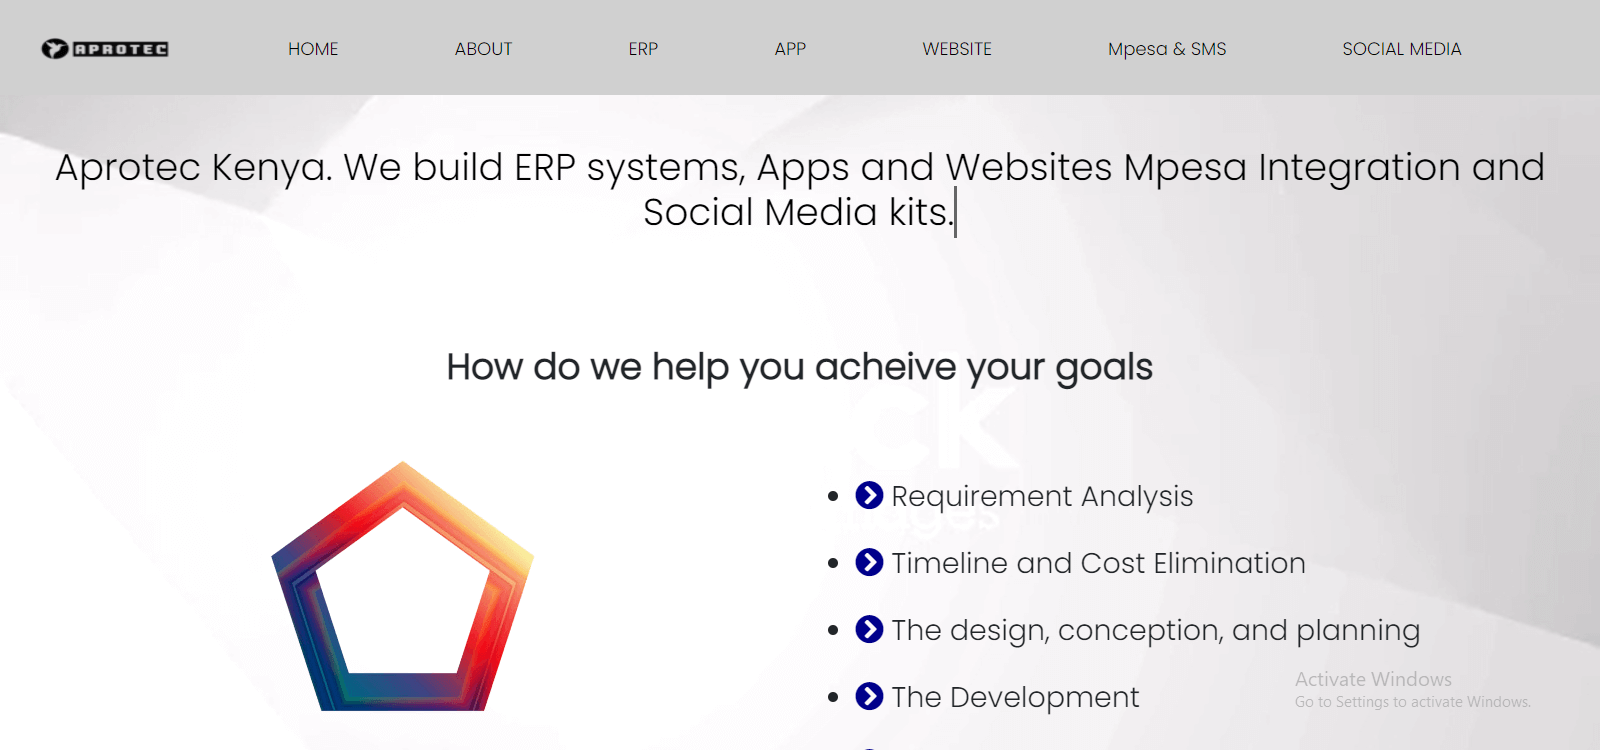 APROTEC
HOME
ABOUT
ERP
APP
WEBSITE
Mpesa & SMS
SOCIAL MEDIA
Aprotec Kenya. We build ERP systems, Apps and Websites Mpesa Integration and
Social Media kits.
How do we help you acheive your goals
Requirement Analysis
Timeline and Cost Elimination
The design, conception, and planning
The Development
Activate Windows
Go to Settings to activate Windows.